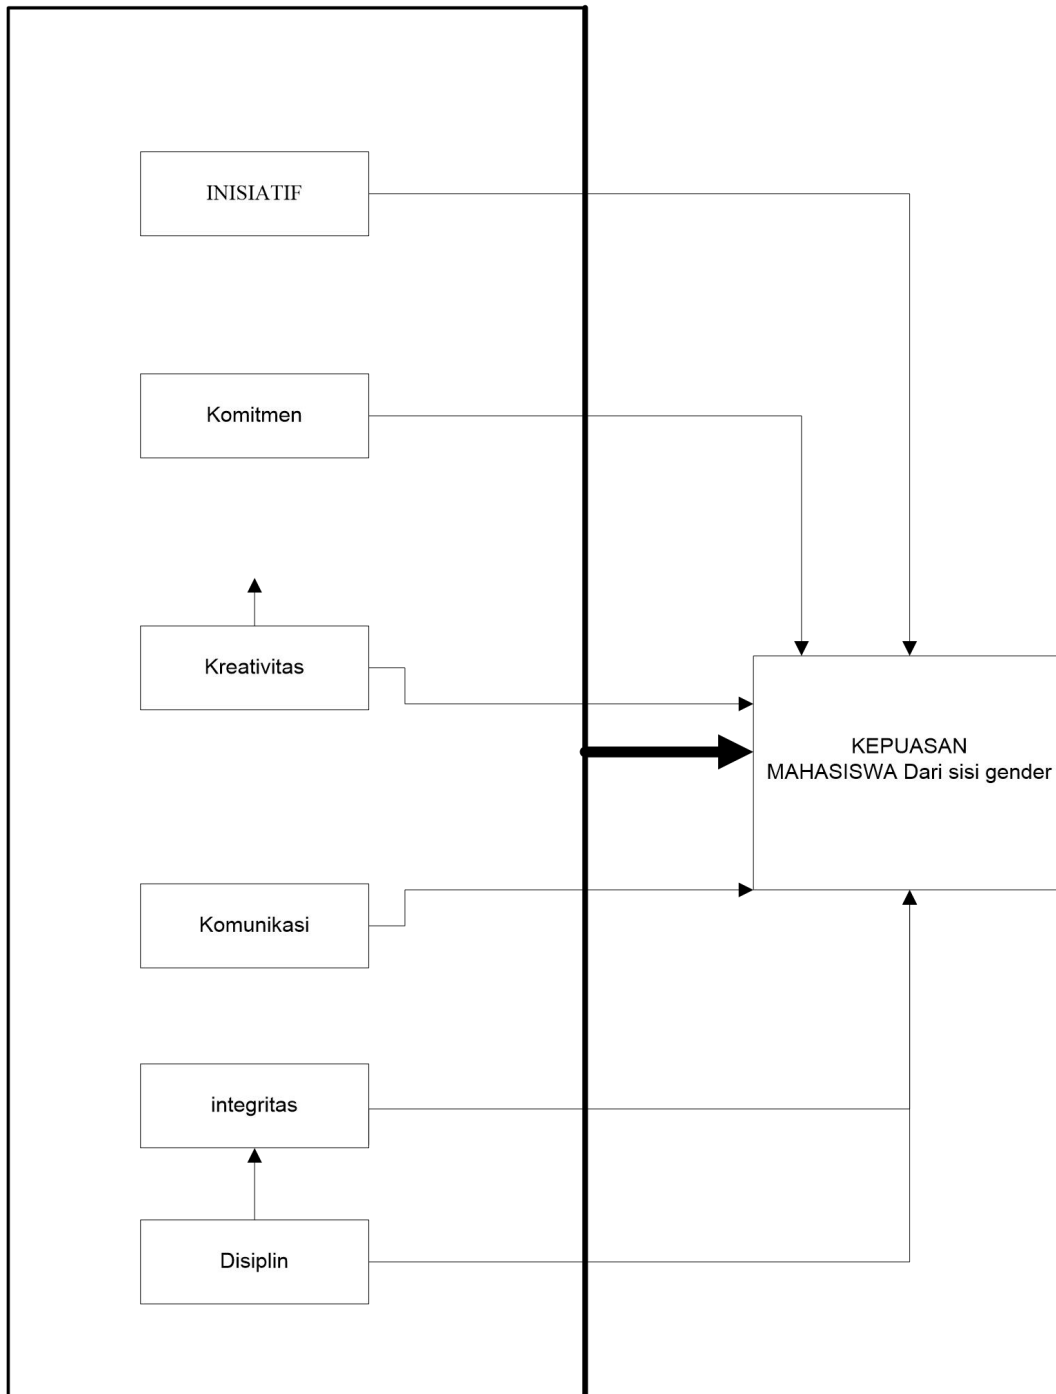 INISIATIF
Komitmen
Kreativitas
KEPUASAN
MAHASISWA Dari sisi gender
Komunikasi
integritas
Disiplin